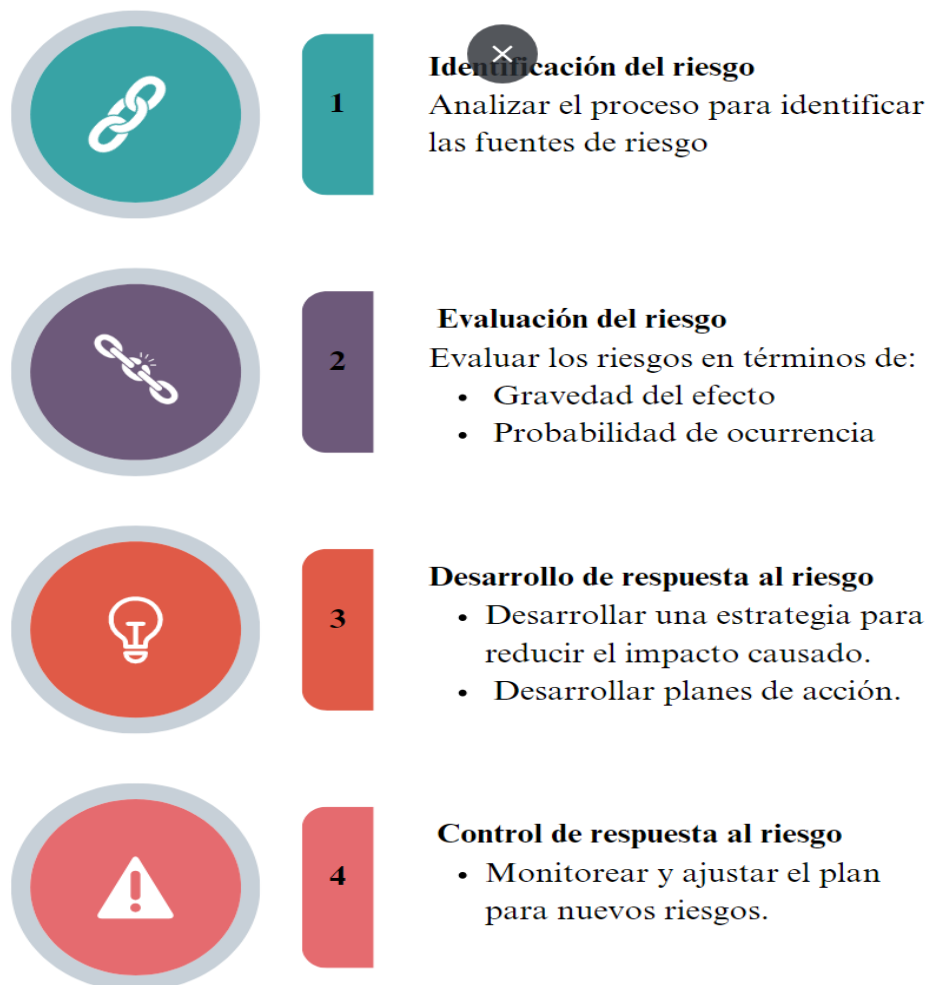 1
Identificación del riesgo
Analizar el proceso para identificar
las fuentes de riesgo
2
Evaluación del riesgo
Evaluar los riesgos en términos de:
• Gravedad del efecto
• Probabilidad de ocurrencia
3
Desarrollo de respuesta al riesgo
• Desarrollar una estrategia para
reducir el impacto causado.
• Desarrollar planes de acción.
4
Control de respuesta al riesgo
• Monitorear y ajustar el plan
para nuevos riesgos.